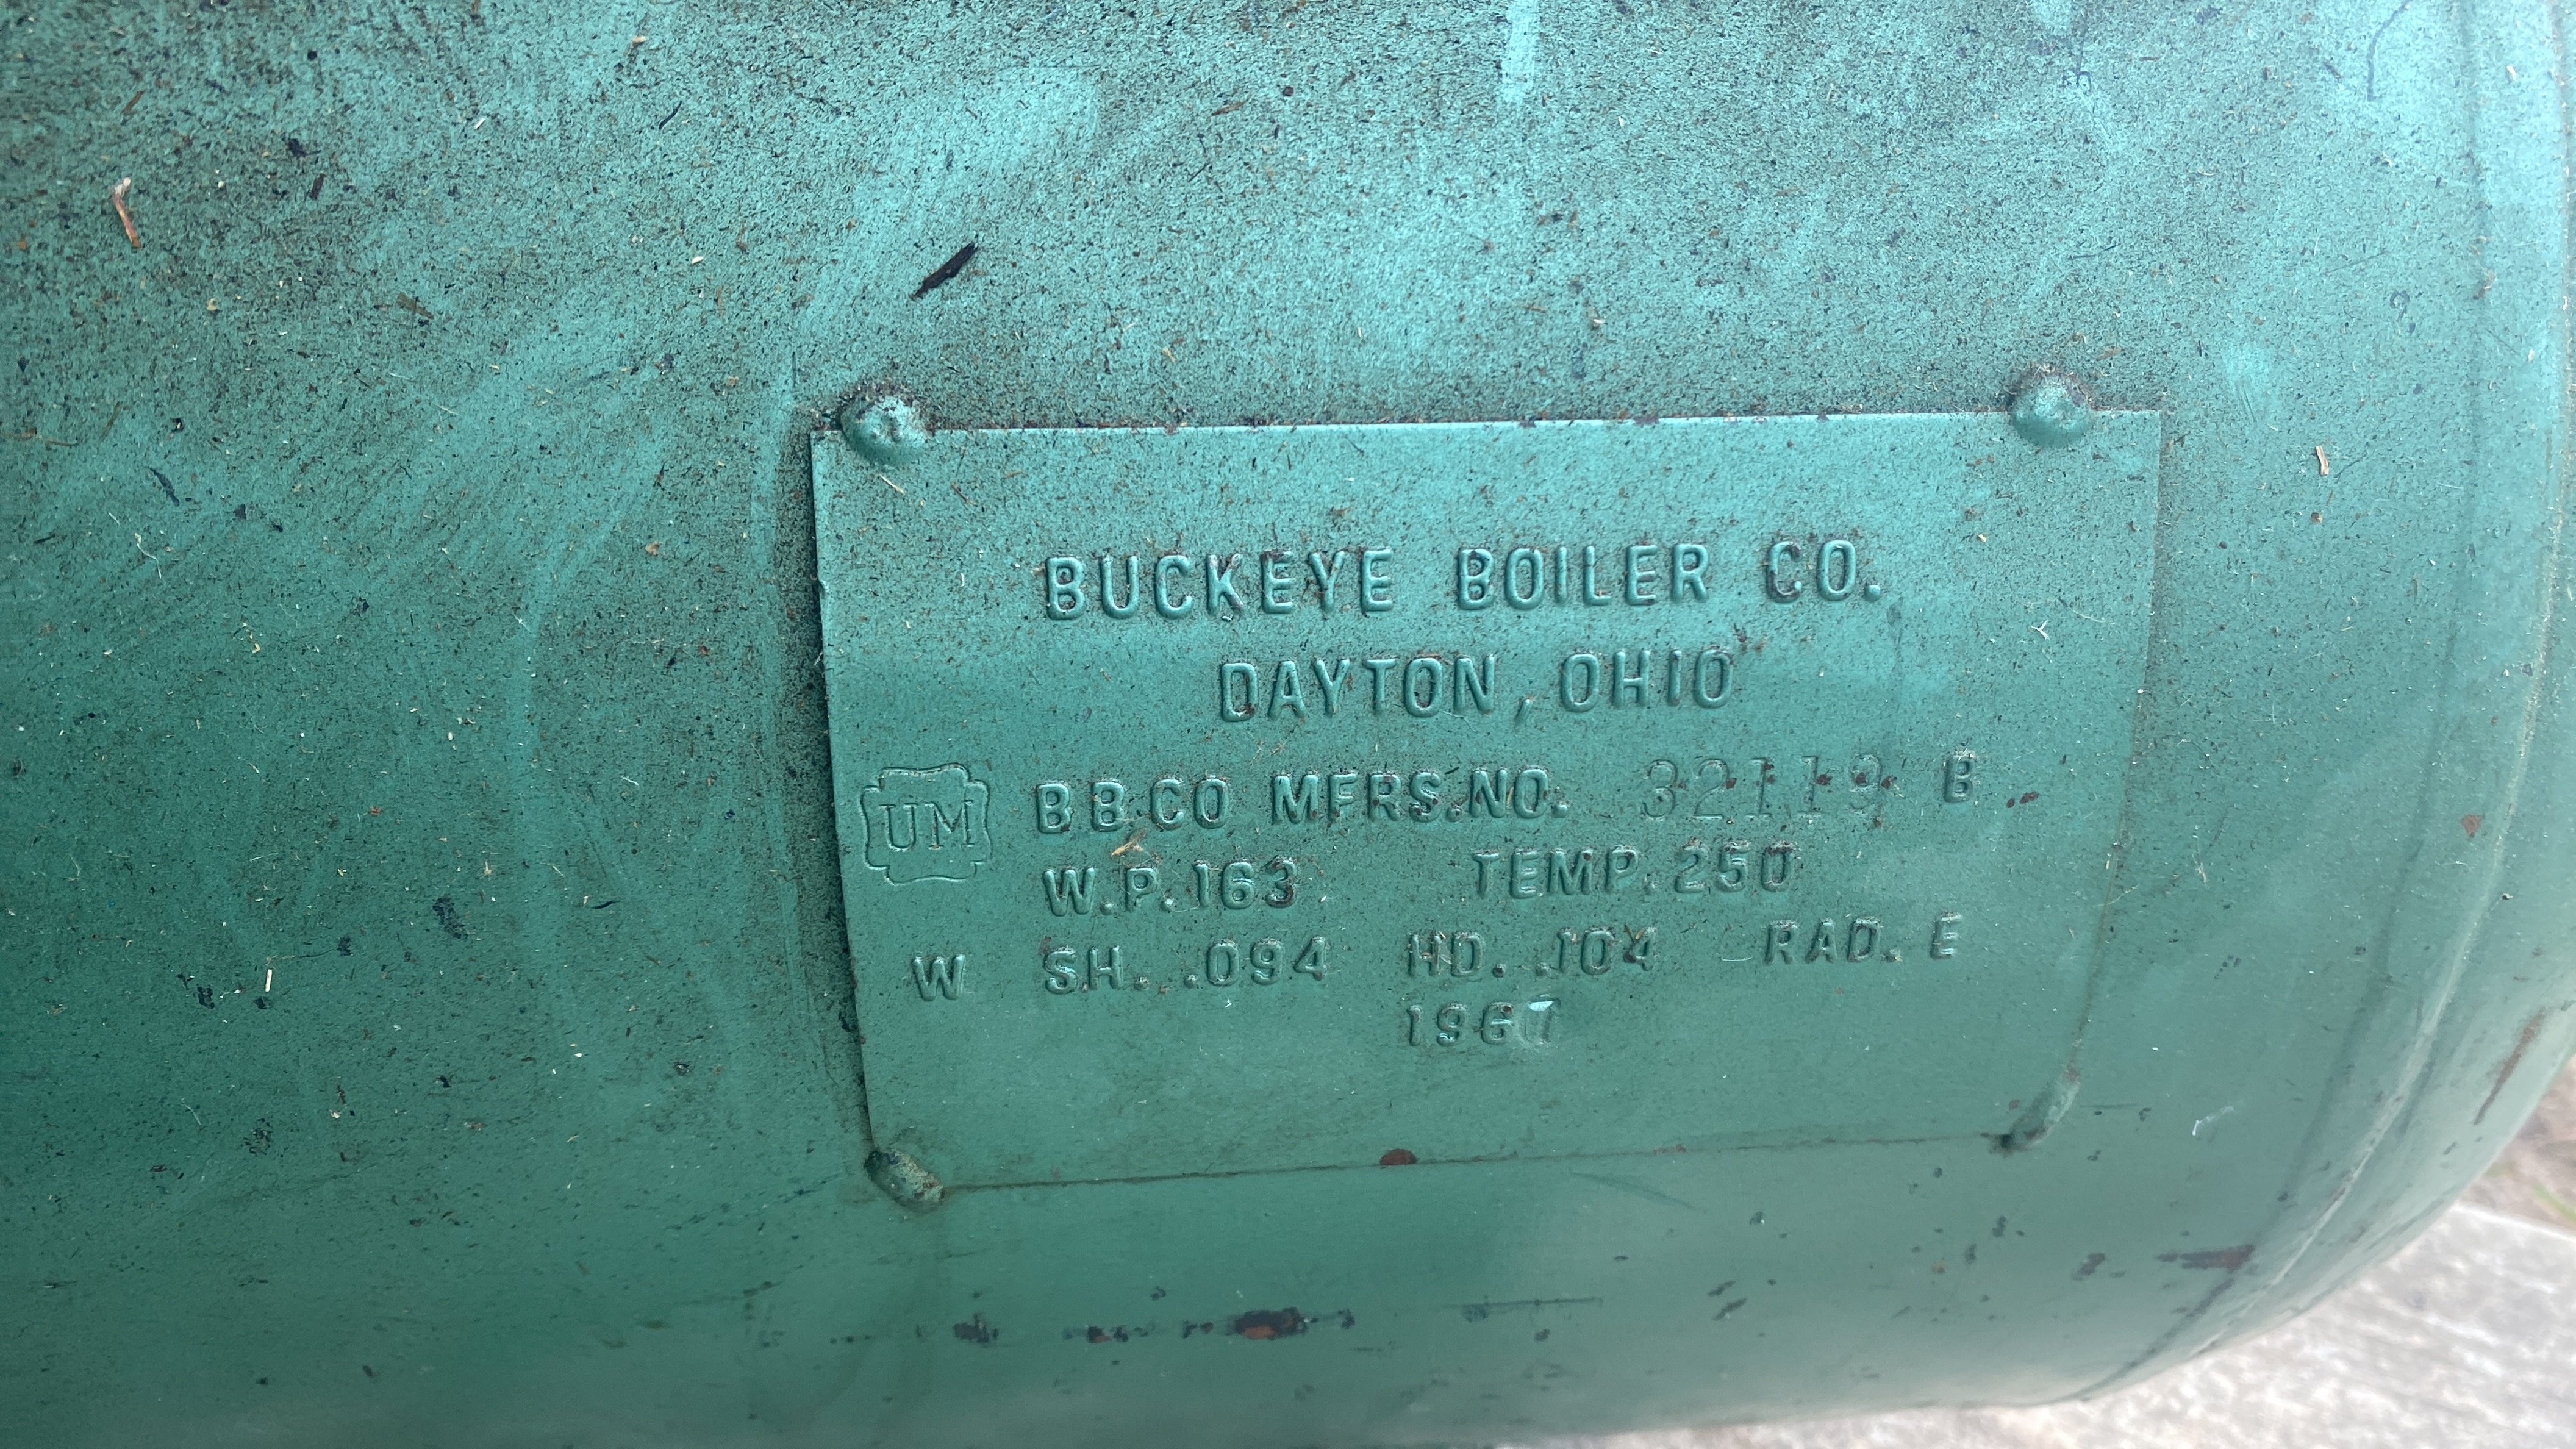 BUCKEYE BOILER CO.
DAYTON, OHIO
UM BB.CO MFRS.NO. 32119 B
W.P. 163 TEMP. 250
W SH. .094 HD. .104 RAD. E
1967